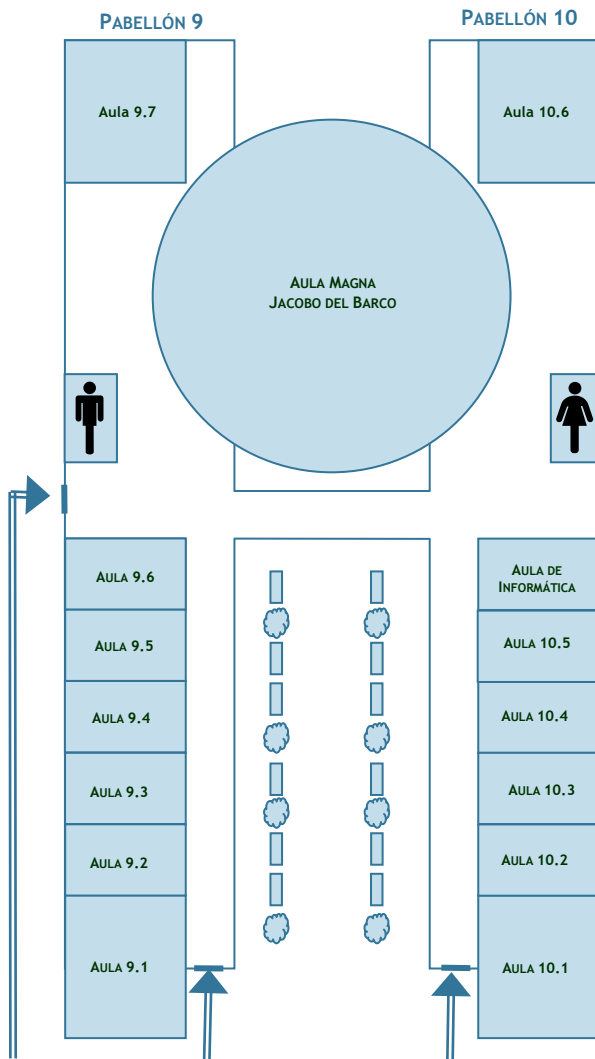 PABELLÓN 9
PABELLÓN 10
Aula 9.7
Aula 10.6
AULA MAGNA
JACOBO DEL BARCO
AULA 9.6
AULA DE
INFORMÁTICA
AULA 9.5
AULA 10.5
AULA 9.4
AULA 10.4
AULA 9.3
AULA 10.3
AULA 9.2
AULA 10.2
AULA 9.1
AULA 10.1